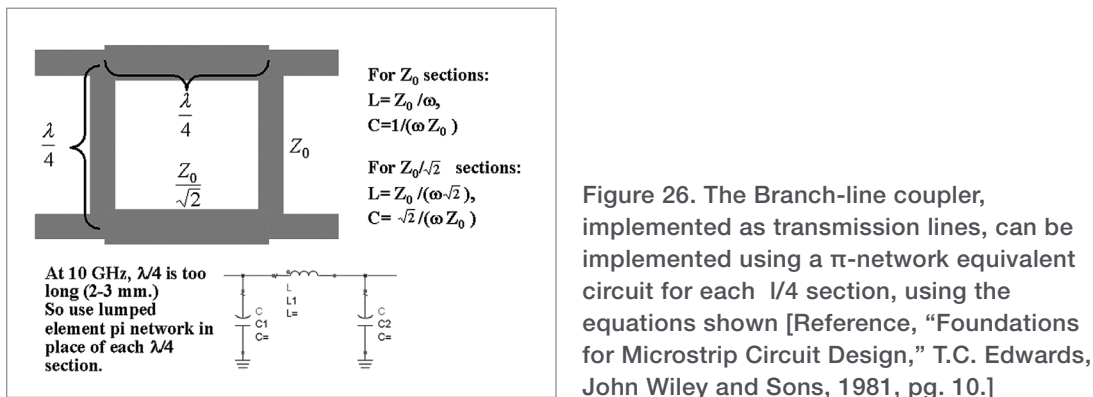 λ/4
λ/4
Z₀
Z₀/√2
For Z₀ sections:
L= Z₀ /ω,
C=1/(ω Z₀ )
For Z₀/√2 sections:
L= Z₀ /(ω√2 ),
C= √2 /(ω Z₀ )
At 10 GHz, λ/4 is too
long (2-3 mm.)
So use lumped
element pi network in
place of each λ/4
section.
L
L1
L=
C
C1
C=
C
C2
C=
Figure 26. The Branch-line coupler,
implemented as transmission lines, can be
implemented using a π-network equivalent
circuit for each l/4 section, using the
equations shown [Reference, “Foundations
for Microstrip Circuit Design,” T.C. Edwards,
John Wiley and Sons, 1981, pg. 10.]